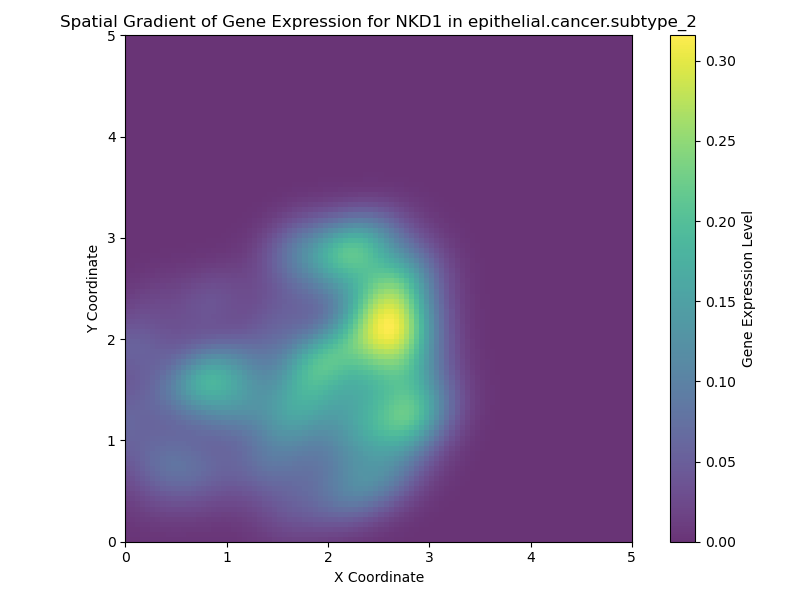 Spatial Gradient of Gene Expression for NKD1 in epithelial.cancer.subtype_2
5
4
3
2
1
0
0 1 2 3 4 5
Y Coordinate
X Coordinate
0.30
0.25
0.20
0.15
0.10
0.05
0.00
Gene Expression Level